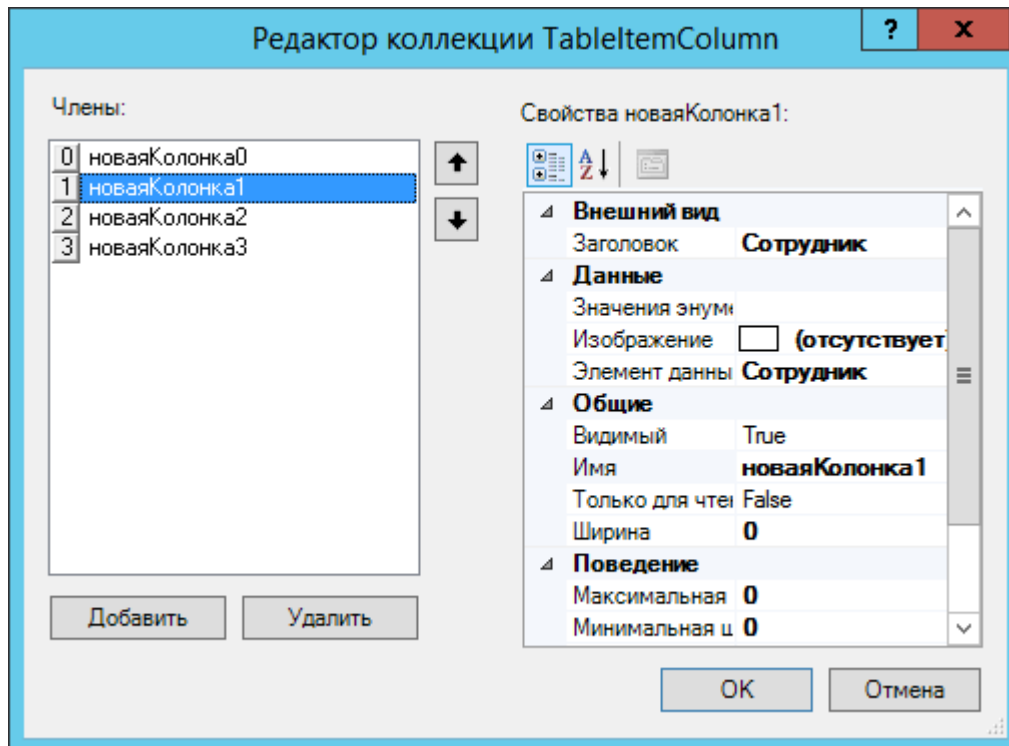 Редактор коллекции TableItemColumn
? x
Члены:
0 новаяКолонка0
1 новаяКолонка1
2 новаяКолонка2
3 новаяКолонка3
Добавить Удалить
Свойства новаяКолонка1:
A Z
Внешний вид
Заголовок Сотрудник
Данные
Значения энуме
Изображение (отсутствует)
Элемент данны Сотрудник
Общие
Видимый True
Имя новаяКолонка1
Только для чтен False
Ширина 0
Поведение
Максимальная 0
Минимальная ш 0
OK Отмена